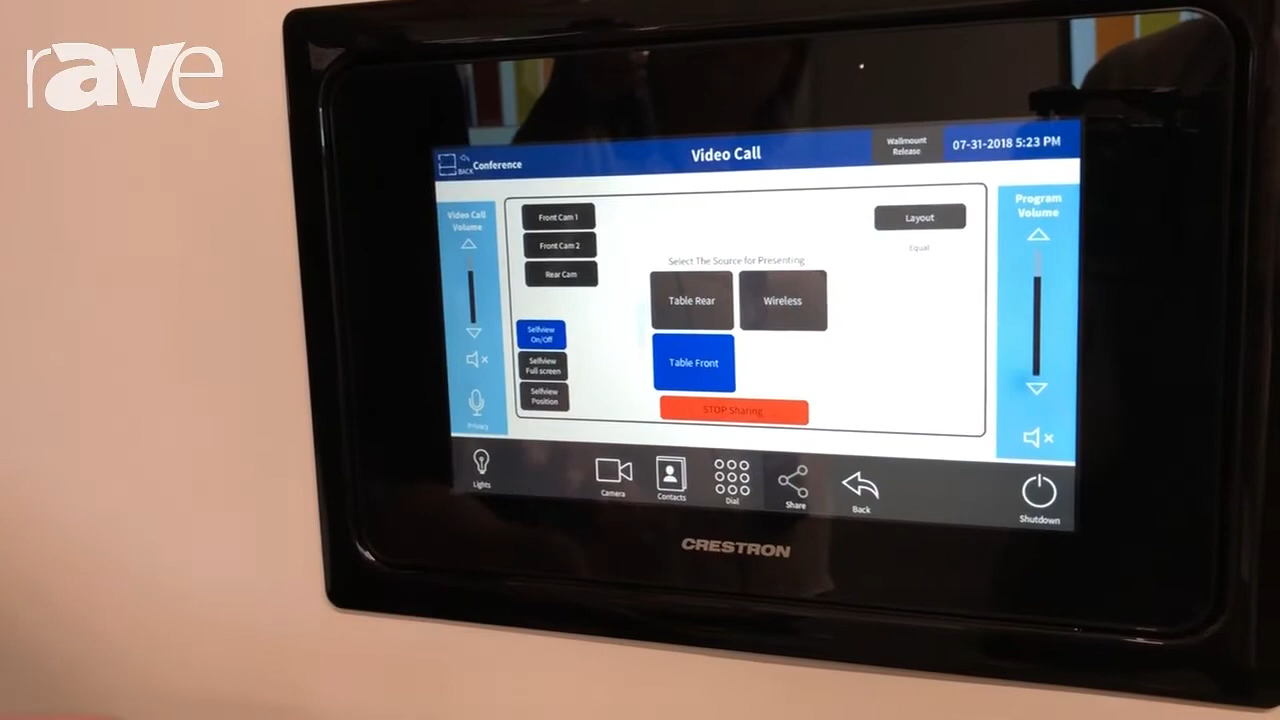 rave
BACK Conference
Video Call
Wallmount
Release
07-31-2018 5:23 PM
Video Call
Volume
Front Cam 1
Front Cam 2
Rear Cam
Layout
Equal
Program
Volume
Select The Source for Presenting
Table Rear
Wireless
Table Front
STOP Sharing
Selfview
On/Off
Selfview
Full screen
Selfview
Position
Privacy
Lights
Camera
Contacts
Dial
Share
Back
Shutdown
CRESTRON